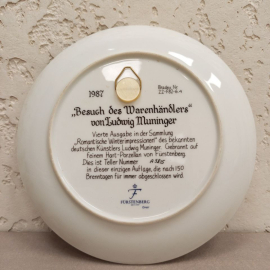 1987
Bradex Nr.
22-F82-4.4
„Besuch des Warenhändlers"
von Ludwig Muninger
Vierte Ausgabe in der Sammlung
„Romantische Winterimpressionen" des bekannten
deutschen Künstlers Ludwig Muninger. Gebrannt auf
feinem Hart-Porzellan von Fürstenberg.
Dies ist Teller Nummer
in dieser einzigen Auflage, die nach 150
Brenntagen für immer abgeschlossen wird.
F
FÜRSTENBERG